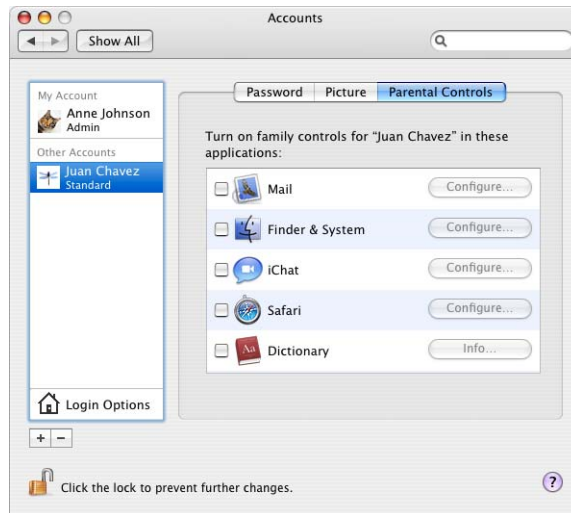 Accounts
Show All
My Account
Anne Johnson
Admin
Other Accounts
Juan Chavez
Standard
Login Options
+ −
Password Picture Parental Controls
Turn on family controls for “Juan Chavez” in these
applications:
Mail Configure...
Finder & System Configure...
iChat Configure...
Safari Configure...
Aa Dictionary Info...
Click the lock to prevent further changes.
?